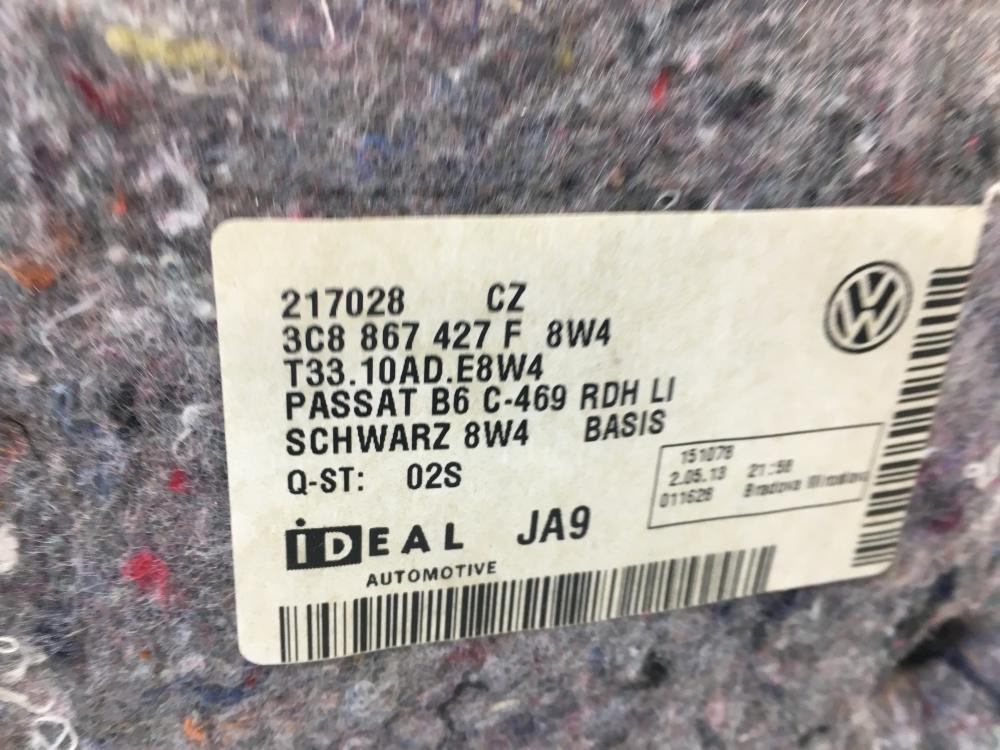 217028 CZ
3C8 867 427 F 8W4
T33.10AD.E8W4
PASSAT B6 C-469 RDH LI
SCHWARZ 8W4 BASIS
Q-ST: 02S
151078
2.05.13 21:58
011628 Bradova
iDEAL JA9
AUTOMOTIVE